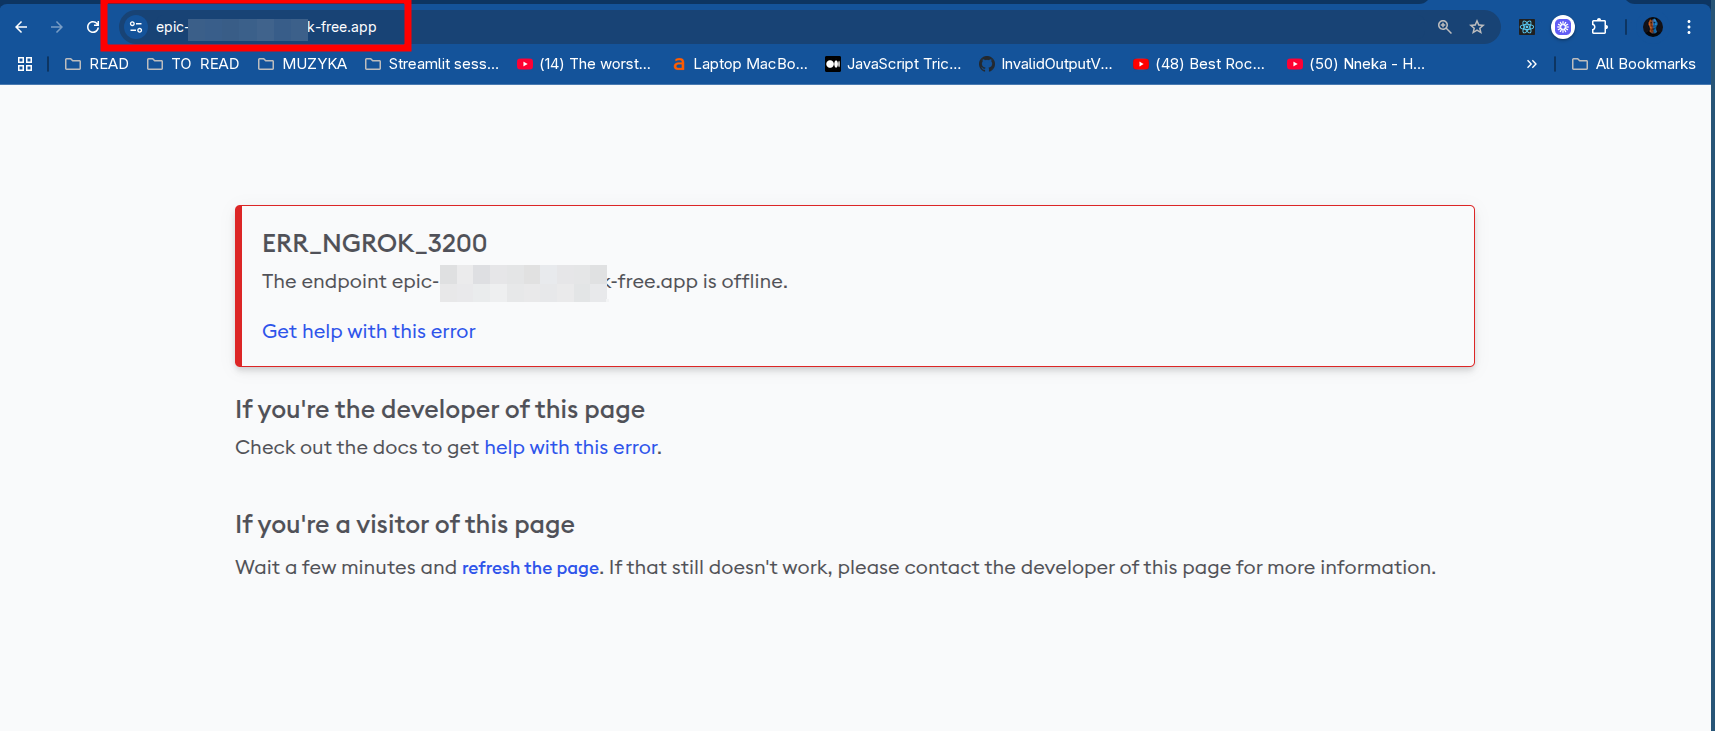 epic- k-free.app
READ TO READ MUZYKA Streamlit sess... (14) The worst... Laptop MacBo... JavaScript Tric... InvalidOutputV... (48) Best Roc... (50) Nneka - H... » All Bookmarks
ERR_NGROK_3200
The endpoint epic- -free.app is offline.
Get help with this error
If you're the developer of this page
Check out the docs to get help with this error.
If you're a visitor of this page
Wait a few minutes and refresh the page. If that still doesn't work, please contact the developer of this page for more information.